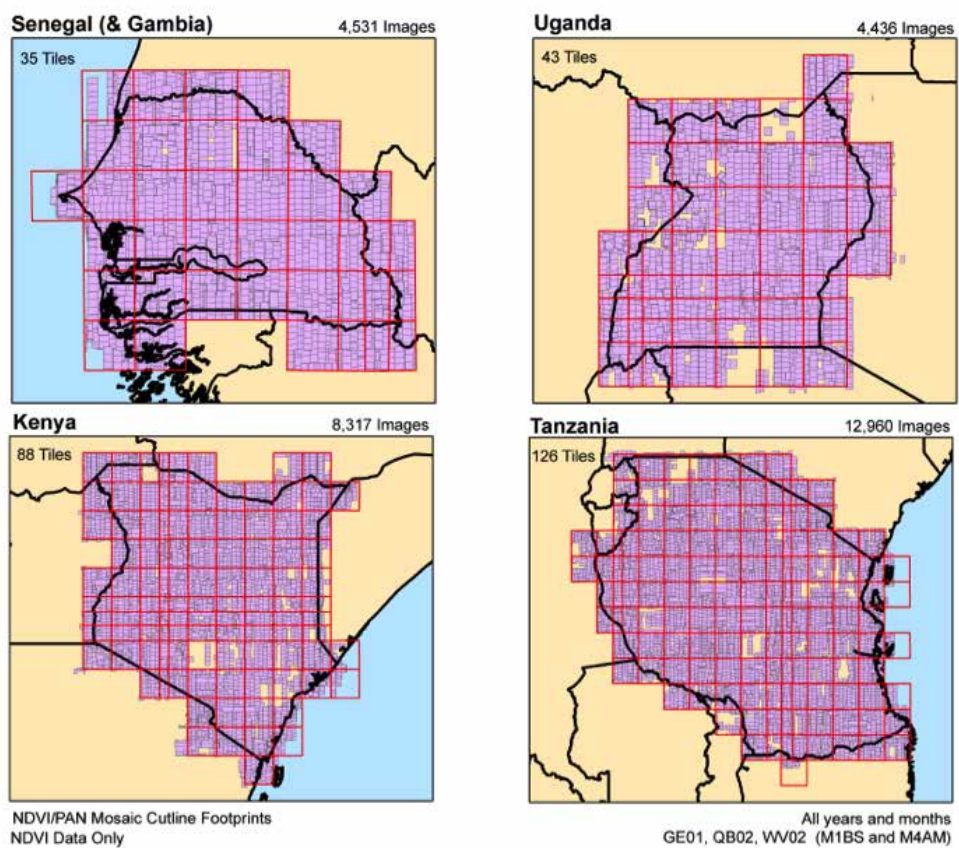 Senegal (& Gambia)
4,531 Images
35 Tiles
Uganda
4,436 Images
43 Tiles
Kenya
8,317 Images
88 Tiles
Tanzania
12,960 Images
126 Tiles
NDVI/PAN Mosaic Cutline Footprints
NDVI Data Only
All years and months
GE01, QB02, WV02 (M1BS and M4AM)